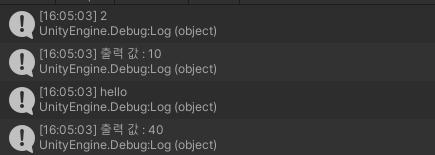 [16:05:03] 2
UnityEngine.Debug:Log (object)
[16:05:03] 출력 값 : 10
UnityEngine.Debug:Log (object)
[16:05:03] hello
UnityEngine.Debug:Log (object)
[16:05:03] 출력 값 : 40
UnityEngine.Debug:Log (object)